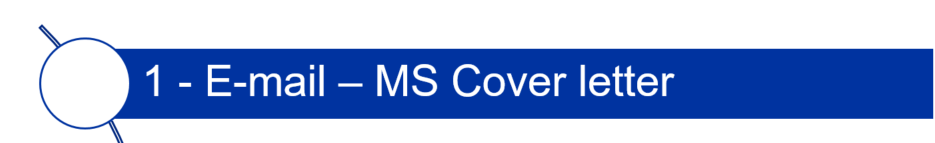 1 - E-mail – MS Cover letter